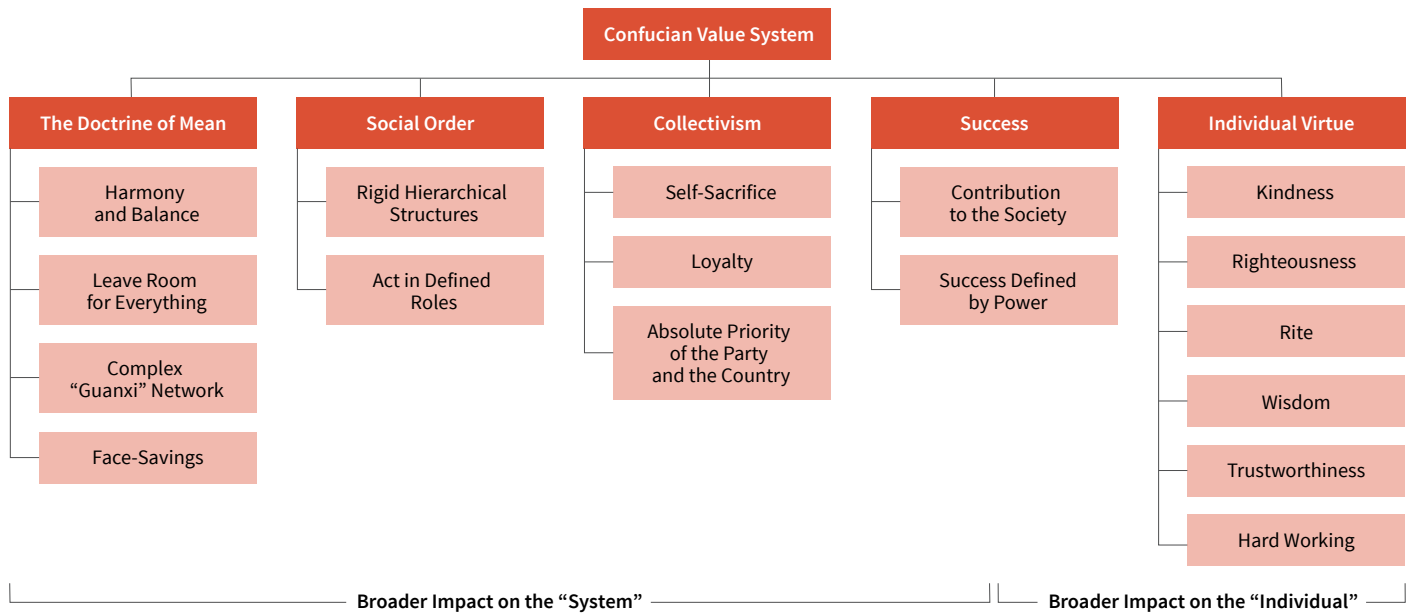 Confucian Value System
The Doctrine of Mean
Harmony
and Balance
Leave Room
for Everything
Complex
“Guanxi” Network
Face-Savings
Social Order
Rigid Hierarchical
Structures
Act in Defined
Roles
Collectivism
Self-Sacrifice
Loyalty
Absolute Priority
of the Party
and the Country
Success
Contribution
to the Society
Success Defined
by Power
Individual Virtue
Kindness
Righteousness
Rite
Wisdom
Trustworthiness
Hard Working
Broader Impact on the “System”
Broader Impact on the “Individual”